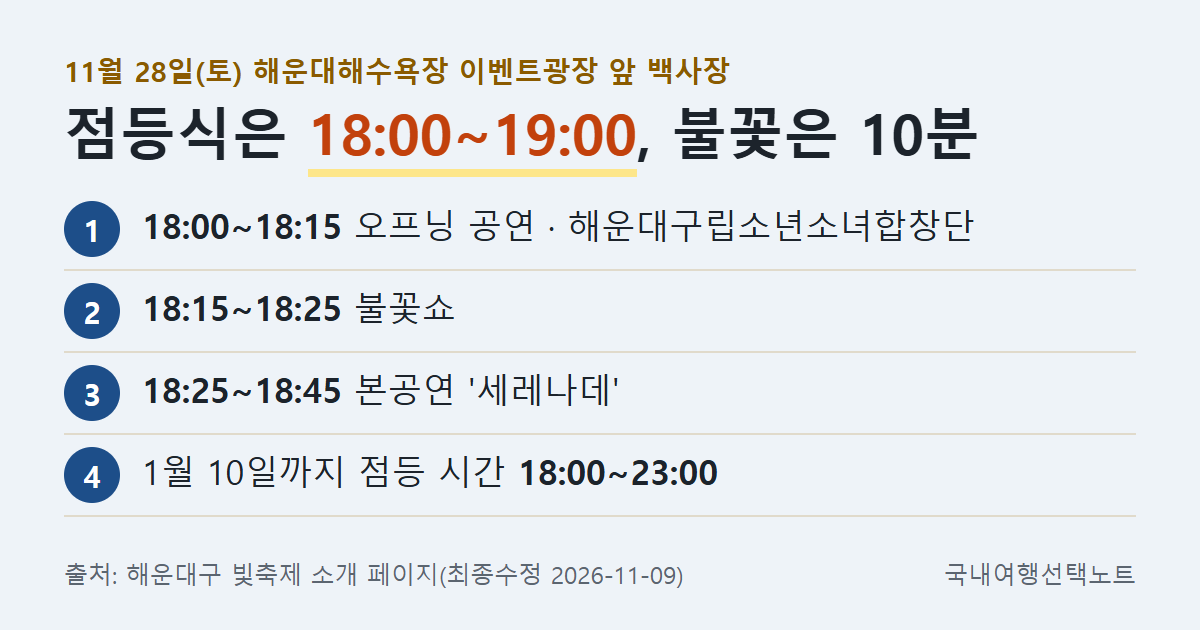 11월 28일(토) 해운대해수욕장 이벤트광장 앞 백사장
점등식은 18:00~19:00, 불꽃은 10분
1 18:00~18:15 오프닝 공연 · 해운대구립소년소녀합창단
2 18:15~18:25 불꽃쇼
3 18:25~18:45 본공연 '세레나데'
4 1월 10일까지 점등 시간 18:00~23:00
출처: 해운대구 빛축제 소개 페이지(최종수정 2026-11-09) 국내여행선택노트